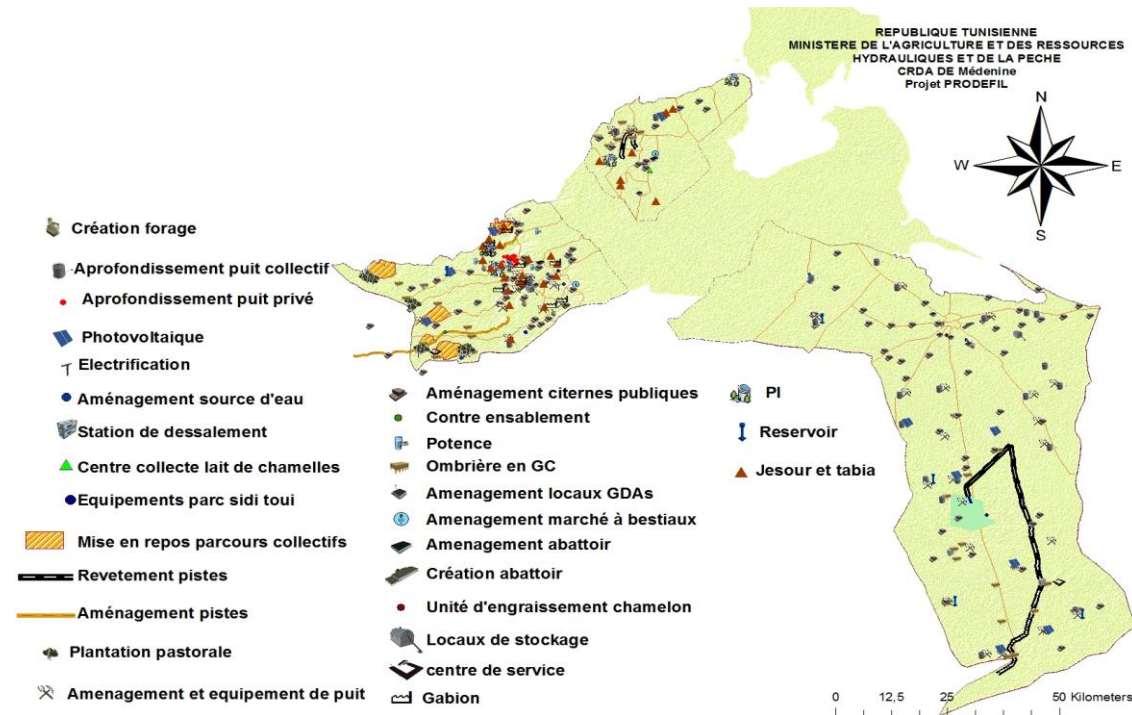 REPUBLIQUE TUNISIENNE
MINISTERE DE L'AGRICULTURE ET DES RESSOURCES
HYDRAULIQUES ET DE LA PECHE
CRDA DE Médenine
Projet PRODEFIL
N
W
E
S
Création forage
Aprofondissement puit collectif
Aprofondissement puit privé
Photovoltaique
Electrification
Aménagement source d'eau
Station de dessalement
Centre collecte lait de chamelles
Equipements parc sidi toui
Mise en repos parcours collectifs
Revetement pistes
Aménagement pistes
Plantation pastorale
Amenagement et equipement de puit
Aménagement citernes publiques
Contre ensablement
Potence
Ombrière en GC
Amenagement locaux GDAs
Amenagement marché à bestiaux
Amenagement abattoir
Création abattoir
Unité d'engraissement chamelon
Locaux de stockage
centre de service
Gabion
PI
Reservoir
Jesour et tabia
0 12,5 25 50 Kilometers